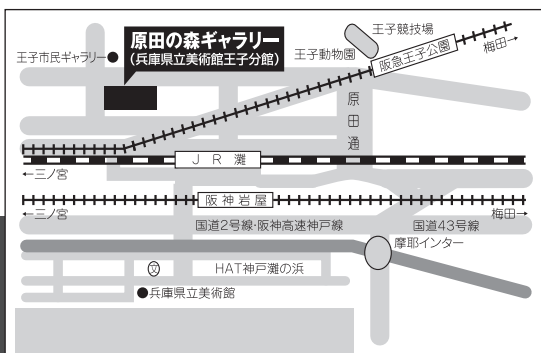 原田の森ギャラリー
(兵庫県立美術館王子分館)
王子市民ギャラリー
王子競技場
王子動物園
阪急王子公園
梅田→
原田通
JR灘
←三ノ宮
阪神岩屋
←三ノ宮
梅田→
国道2号線・阪神高速神戸線
国道43号線
摩耶インター
文
HAT神戸灘の浜
兵庫県立美術館